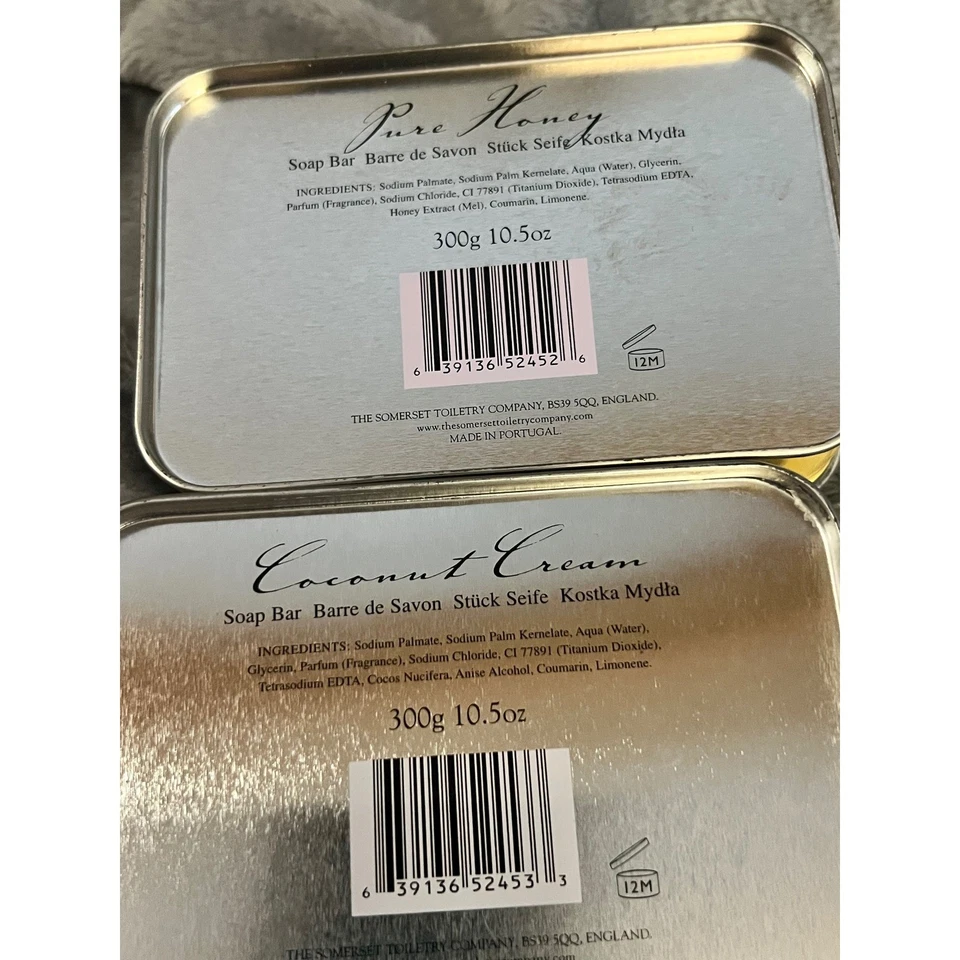 Pure Honey
Soap Bar Barre de Savon Stück Seife Kostka Mydła
INGREDIENTS: Sodium Palmate, Sodium Palm Kernelate, Aqua (Water), Glycerin,
Parfum (Fragrance), Sodium Chloride, CI 77891 (Titanium Dioxide), Tetrasodium EDTA,
Honey Extract (Mel), Coumarin, Limonene.
300g 10.5oz
6 39136 52452 6
12M
THE SOMERSET TOILETRY COMPANY, BS39 5QQ, ENGLAND.
www.thesomersettoiletrycompany.com
MADE IN PORTUGAL.
Coconut Cream
Soap Bar Barre de Savon Stück Seife Kostka Mydła
INGREDIENTS: Sodium Palmate, Sodium Palm Kernelate, Aqua (Water),
Glycerin, Parfum (Fragrance), Sodium Chloride, CI 77891 (Titanium Dioxide),
Tetrasodium EDTA, Cocos Nucifera, Anise Alcohol, Coumarin, Limonene.
300g 10.5oz
6 39136 52453 3
12M
THE SOMERSET TOILETRY COMPANY, BS39 5QQ, ENGLAND.